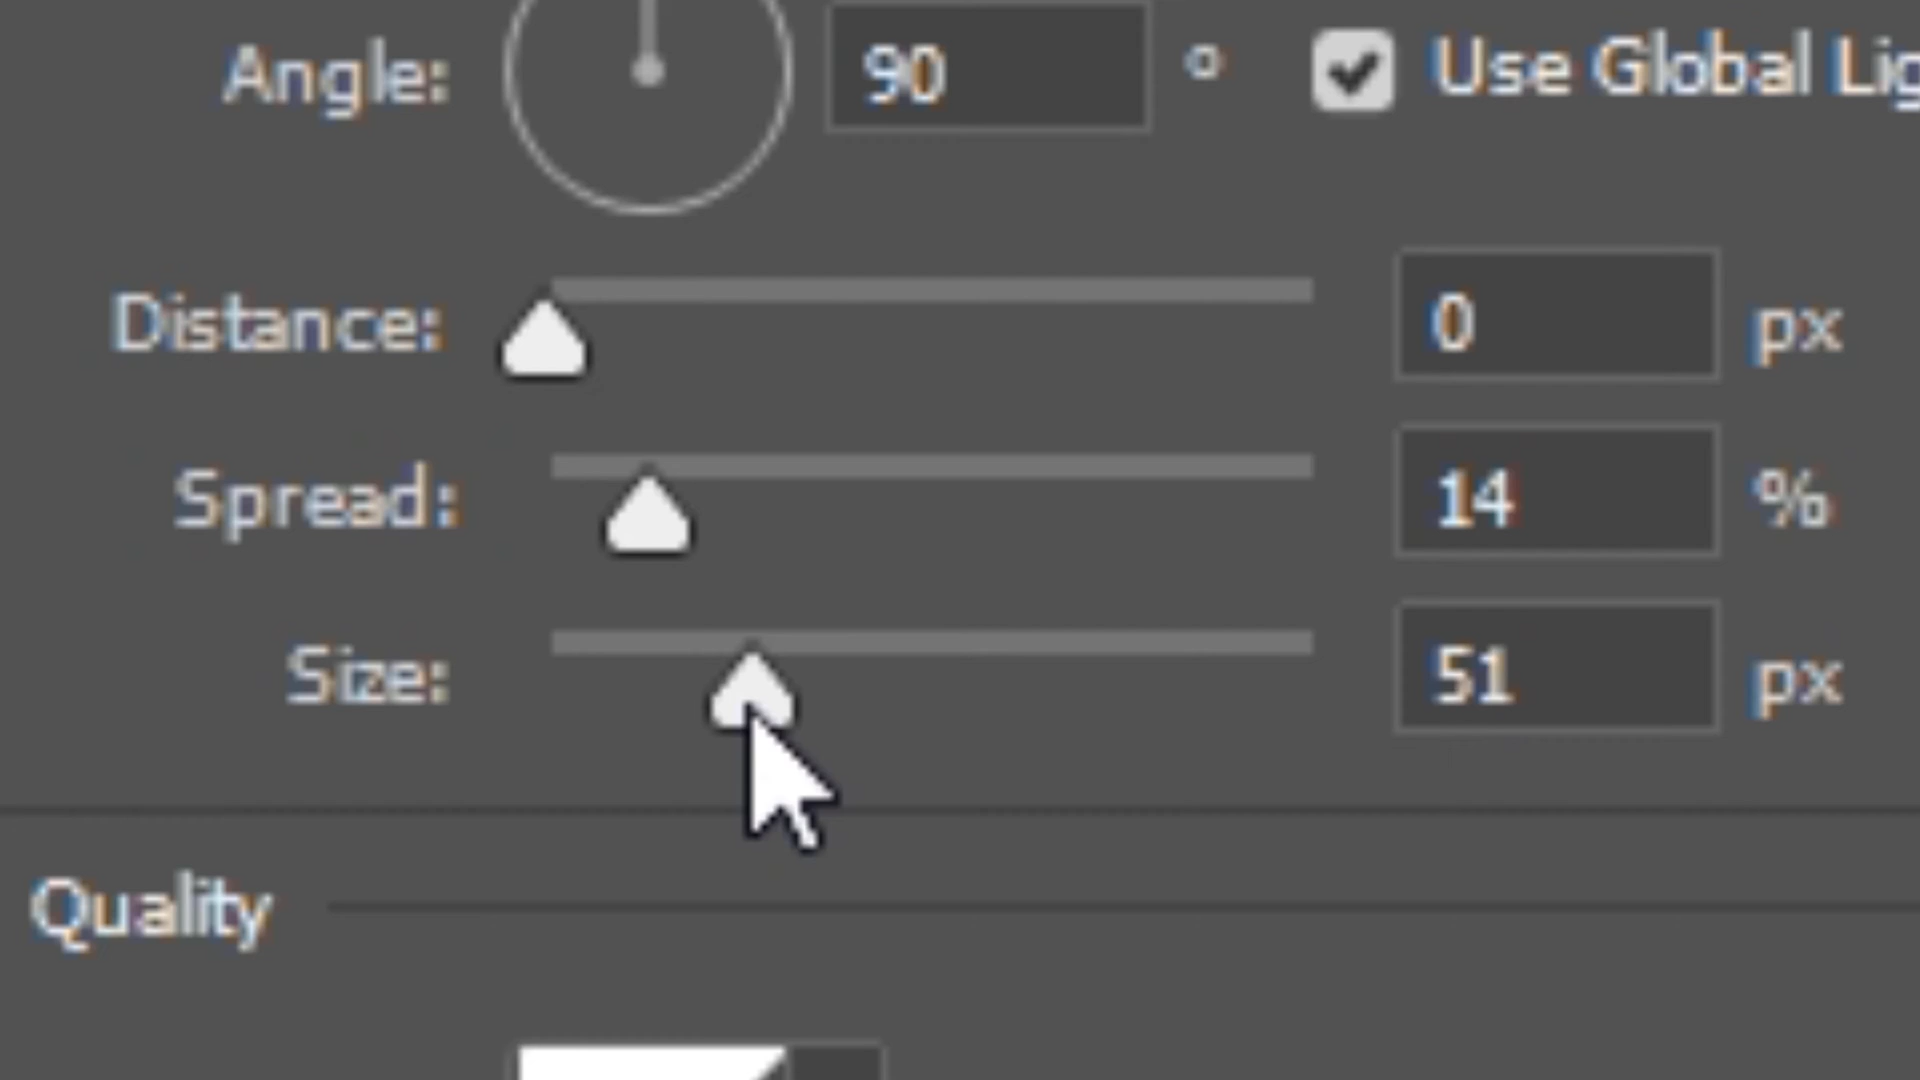 Angle: 90 ° Use Global Lig
Distance: 0 px
Spread: 14 %
Size: 51 px
Quality